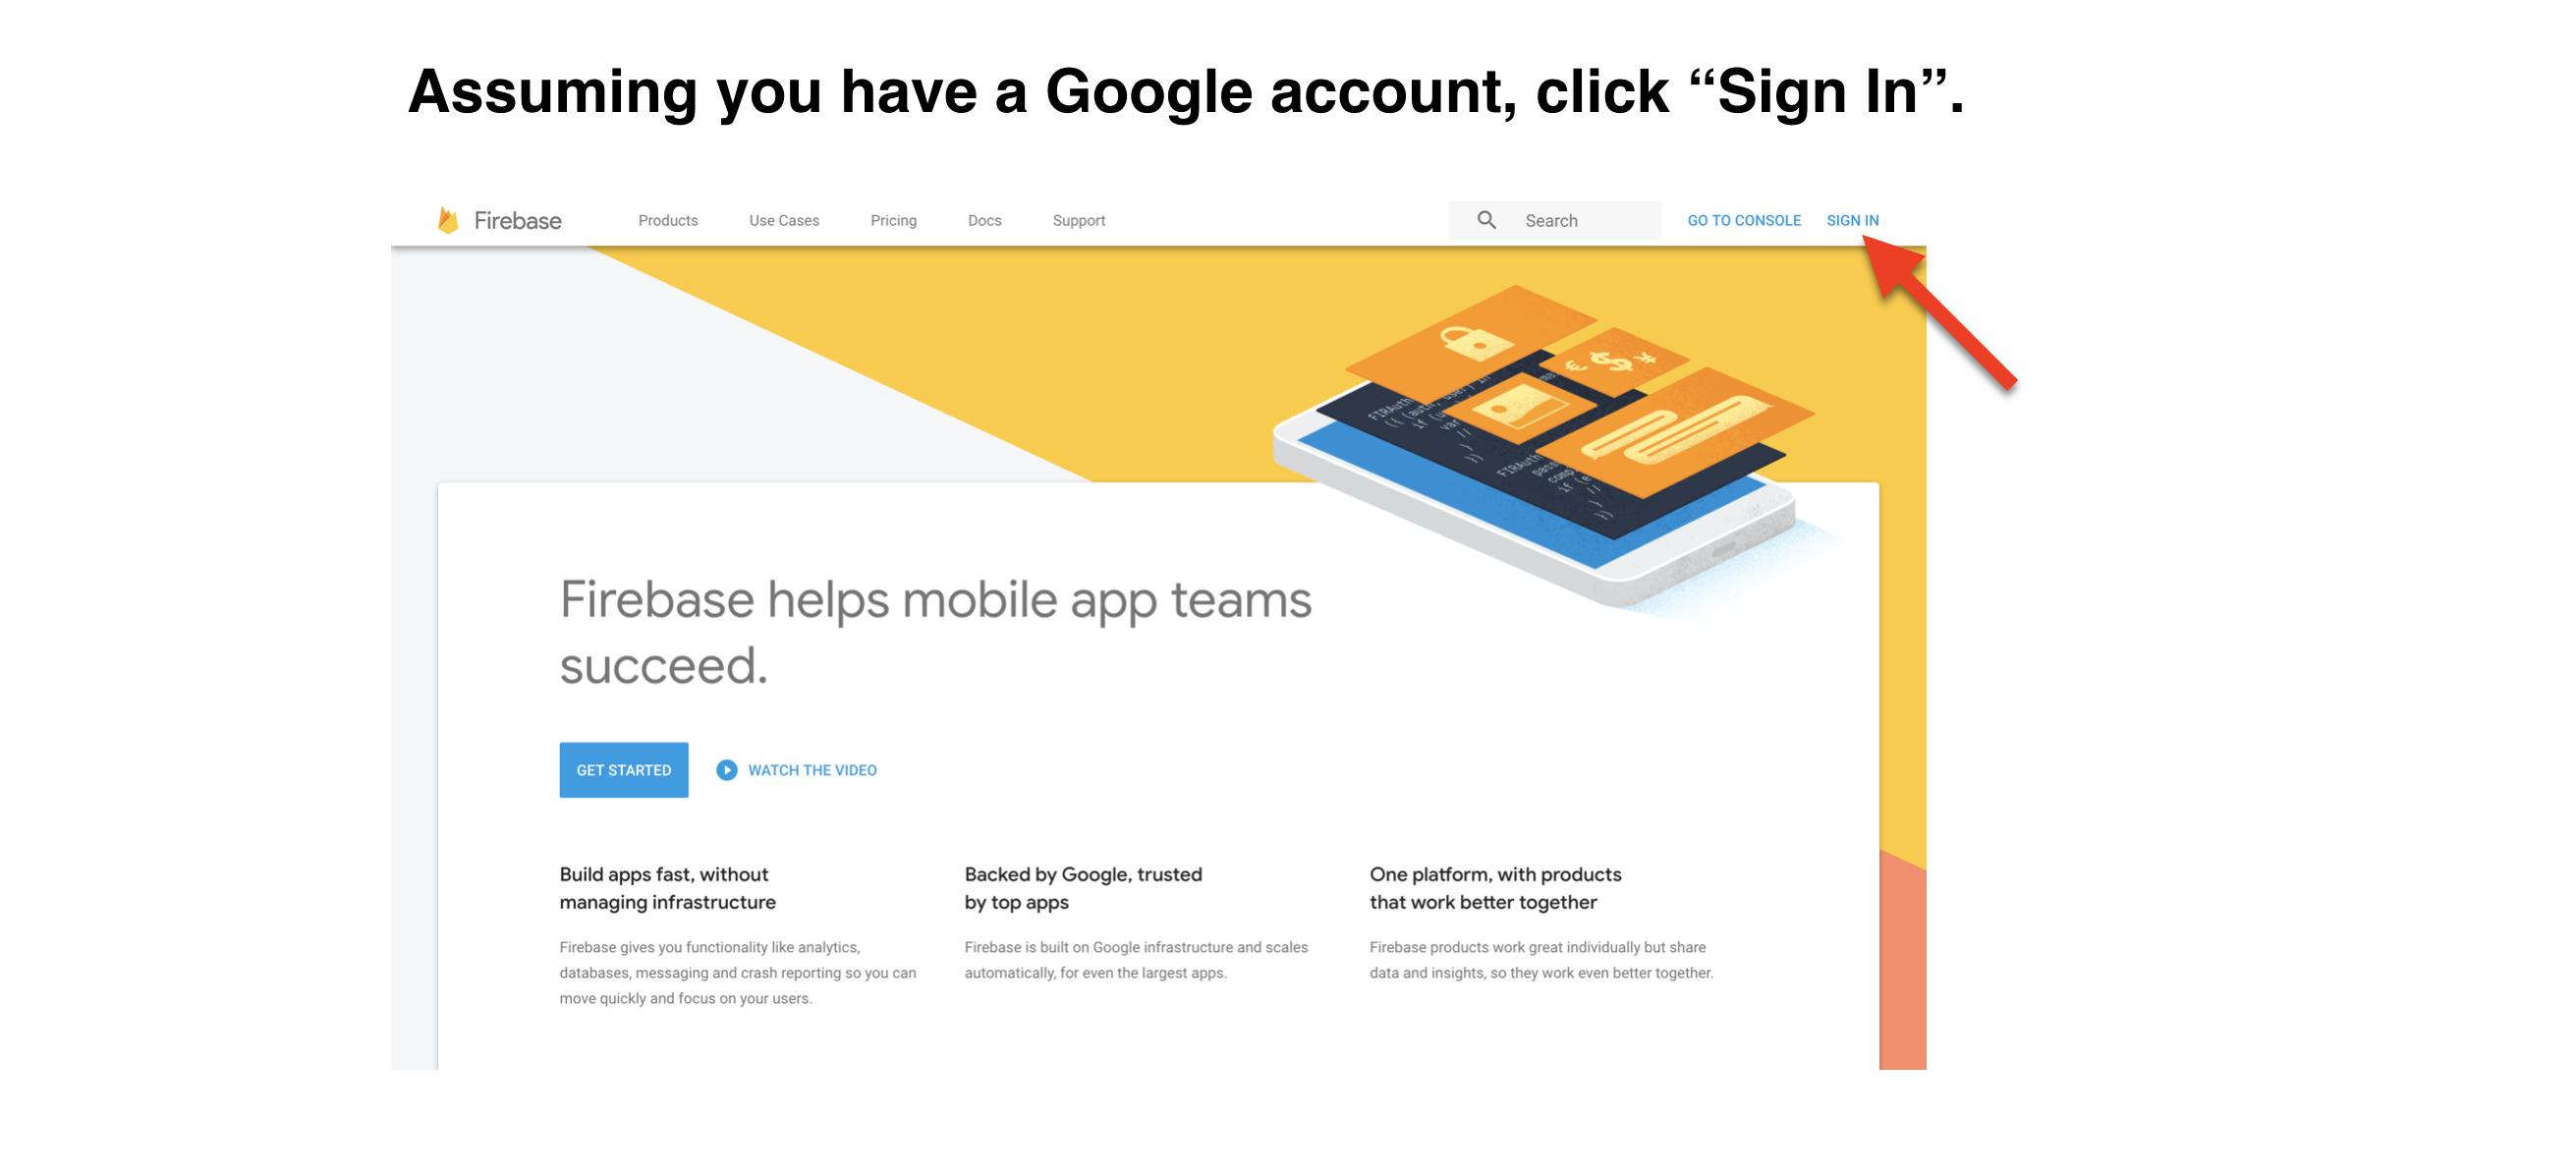 Assuming you have a Google account, click “Sign In”.
Firebase Products Use Cases Pricing Docs Support Search GO TO CONSOLE SIGN IN
Firebase helps mobile app teams
succeed.
GET STARTED WATCH THE VIDEO
Build apps fast, without
managing infrastructure
Firebase gives you functionality like analytics,
databases, messaging and crash reporting so you can
move quickly and focus on your users.
Backed by Google, trusted
by top apps
Firebase is built on Google infrastructure and scales
automatically, for even the largest apps.
One platform, with products
that work better together
Firebase products work great individually but share
data and insights, so they work even better together.